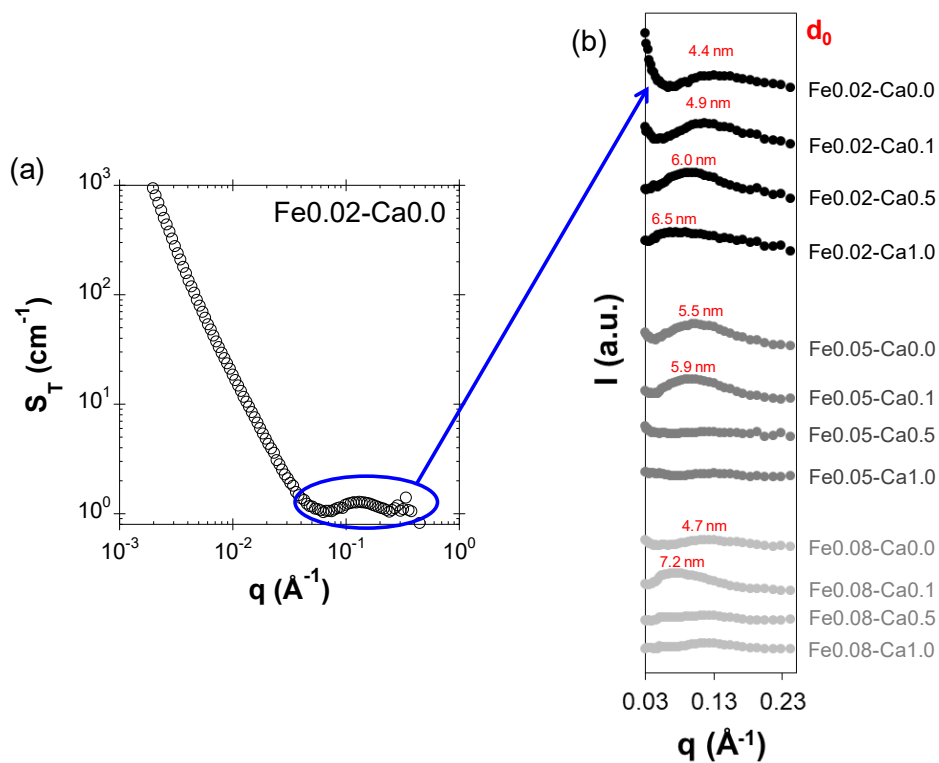 (a)
Fe0.02-Ca0.0
S_T (cm⁻¹)
10³
10²
10¹
10⁰
10⁻³
10⁻²
10⁻¹
10⁰
q (Å⁻¹)
(b)
d₀
4.4 nm
Fe0.02-Ca0.0
4.9 nm
Fe0.02-Ca0.1
6.0 nm
Fe0.02-Ca0.5
6.5 nm
Fe0.02-Ca1.0
5.5 nm
Fe0.05-Ca0.0
5.9 nm
Fe0.05-Ca0.1
Fe0.05-Ca0.5
Fe0.05-Ca1.0
4.7 nm
Fe0.08-Ca0.0
7.2 nm
Fe0.08-Ca0.1
Fe0.08-Ca0.5
Fe0.08-Ca1.0
I (a.u.)
0.03
0.13
0.23
q (Å⁻¹)